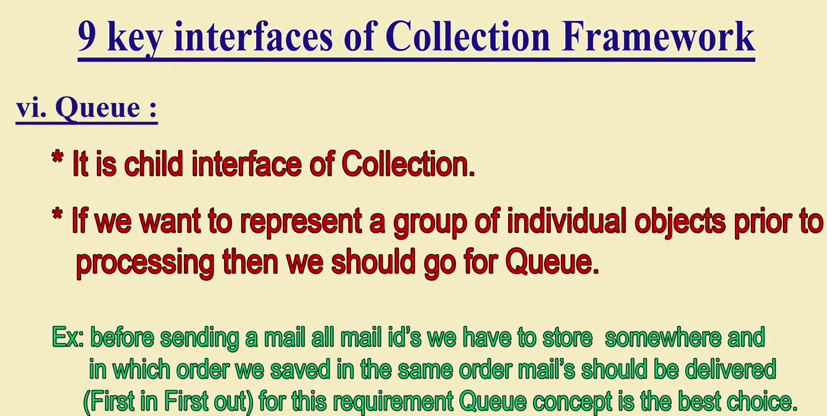 9 key interfaces of Collection Framework
vi. Queue :
* It is child interface of Collection.
* If we want to represent a group of individual objects prior to
processing then we should go for Queue.
Ex: before sending a mail all mail id's we have to store somewhere and
in which order we saved in the same order mail's should be delivered
(First in First out) for this requirement Queue concept is the best choice.